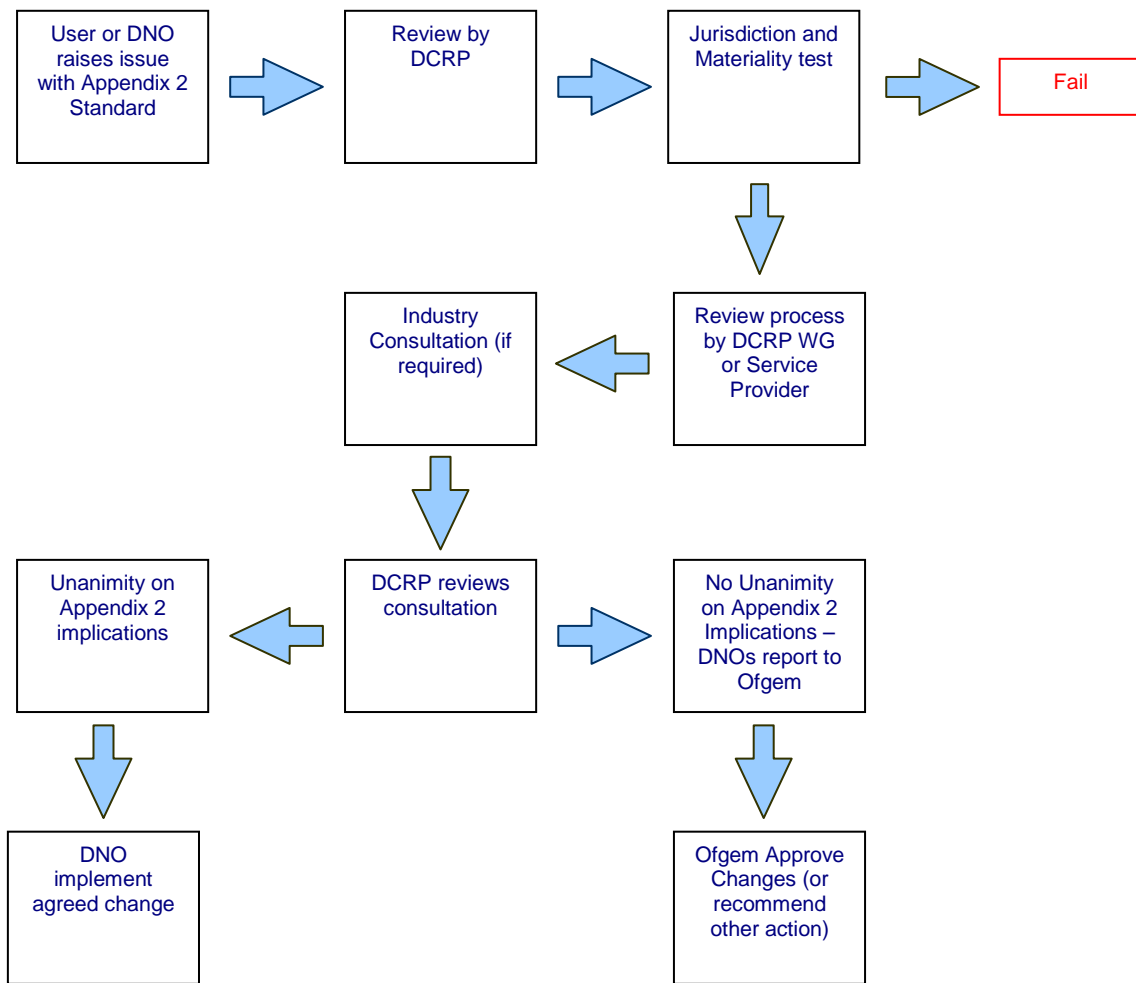 User or DNO
raises issue
with Appendix 2
Standard
Review by
DCRP
Jurisdiction and
Materiality test
Fail
Industry
Consultation (if
required)
Review process
by DCRP WG
or Service
Provider
Unanimity on
Appendix 2
implications
DCRP reviews
consultation
No Unanimity
on Appendix 2
Implications –
DNOs report to
Ofgem
DNO
implement
agreed change
Ofgem Approve
Changes (or
recommend
other action)